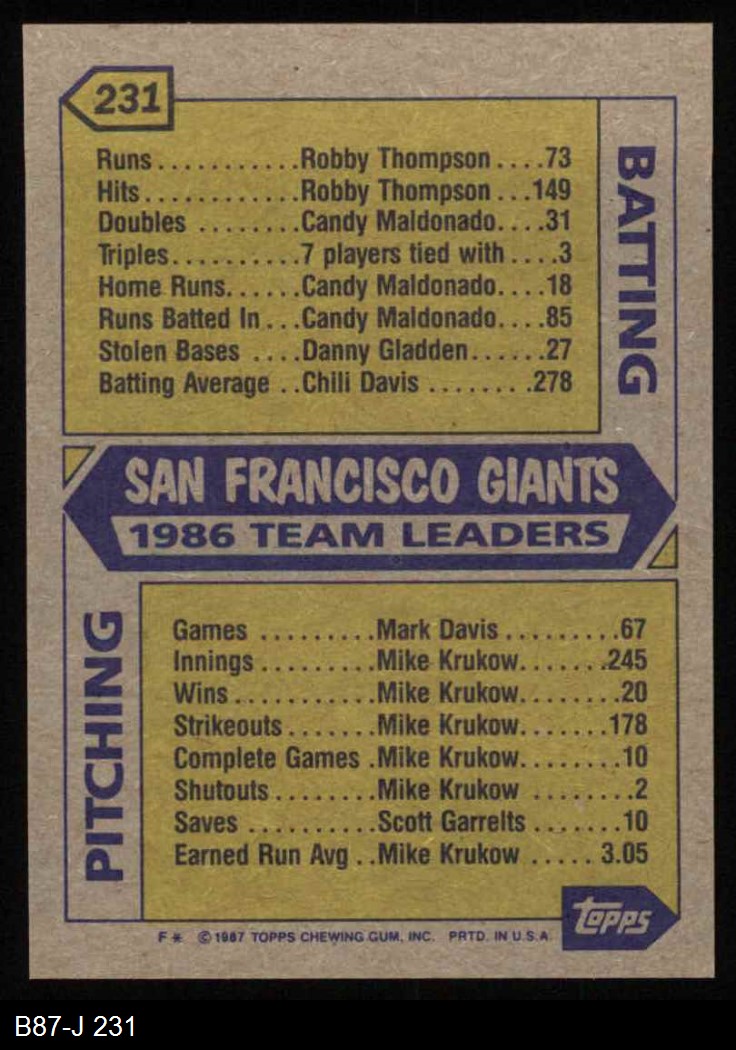 231
BATTING
Runs...........Robby Thompson....73
Hits............Robby Thompson...149
Doubles ........Candy Maldonado....31
Triples..........7 players tied with ....3
Home Runs......Candy Maldonado....18
Runs Batted In...Candy Maldonado....85
Stolen Bases ....Danny Gladden......27
Batting Average ..Chili Davis ........278
SAN FRANCISCO GIANTS
1986 TEAM LEADERS
PITCHING
Games .........Mark Davis.........67
Innings.........Mike Krukow.......245
Wins...........Mike Krukow.......20
Strikeouts.......Mike Krukow......178
Complete Games .Mike Krukow.......10
Shutouts........Mike Krukow ........2
Saves ..........Scott Garrelts .......10
Earned Run Avg ..Mike Krukow ..... 3.05
topps
F* ©1987 TOPPS CHEWING GUM, INC. PRTD. IN U.S.A.
B87-J 231